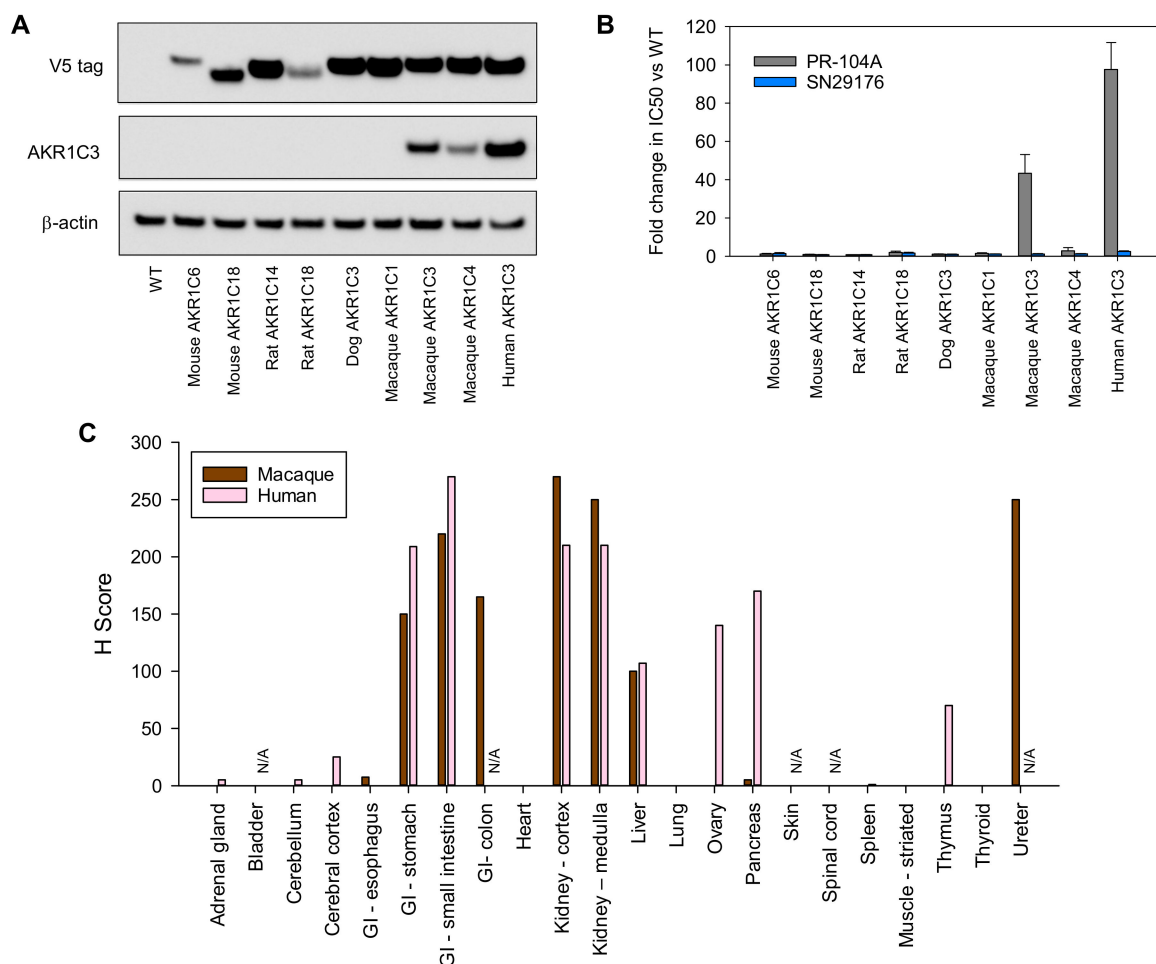 A
V5 tag
AKR1C3
β-actin
WT
Mouse AKR1C6
Mouse AKR1C18
Rat AKR1C14
Rat AKR1C18
Dog AKR1C3
Macaque AKR1C1
Macaque AKR1C3
Macaque AKR1C4
Human AKR1C3
B
Fold change in IC50 vs WT
120
100
80
60
40
20
0
PR-104A
SN29176
Mouse AKR1C6
Mouse AKR1C18
Rat AKR1C14
Rat AKR1C18
Dog AKR1C3
Macaque AKR1C1
Macaque AKR1C3
Macaque AKR1C4
Human AKR1C3
C
H Score
300
250
200
150
100
50
0
Macaque
Human
N/A
N/A
N/A
N/A
N/A
Adrenal gland
Bladder
Cerebellum
Cerebral cortex
GI - esophagus
GI - stomach
GI - small intestine
GI- colon
Heart
Kidney - cortex
Kidney – medulla
Liver
Lung
Ovary
Pancreas
Skin
Spinal cord
Spleen
Muscle - striated
Thymus
Thyroid
Ureter